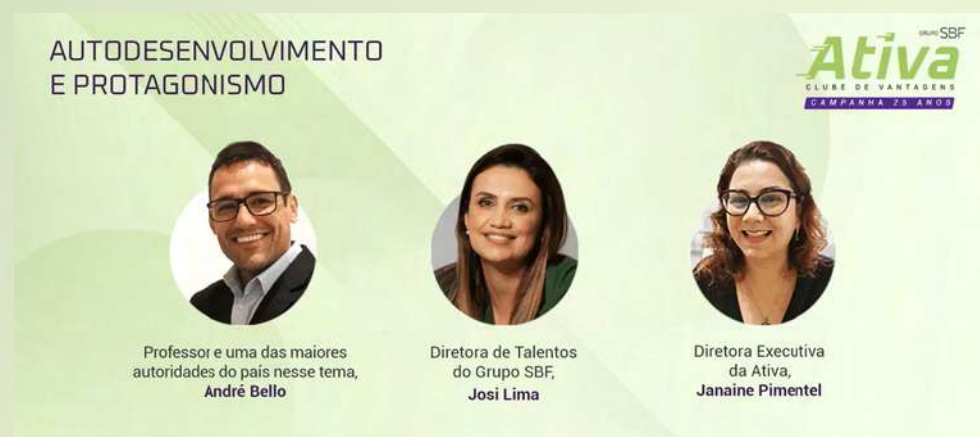 AUTODESENVOLVIMENTO
E PROTAGONISMO
GRUPO SBF
Ativa
CLUBE DE VANTAGENS
CAMPANHA 25 ANOS
Professor e uma das maiores
autoridades do país nesse tema,
André Bello
Diretora de Talentos
do Grupo SBF,
Josi Lima
Diretora Executiva
da Ativa,
Janaine Pimentel